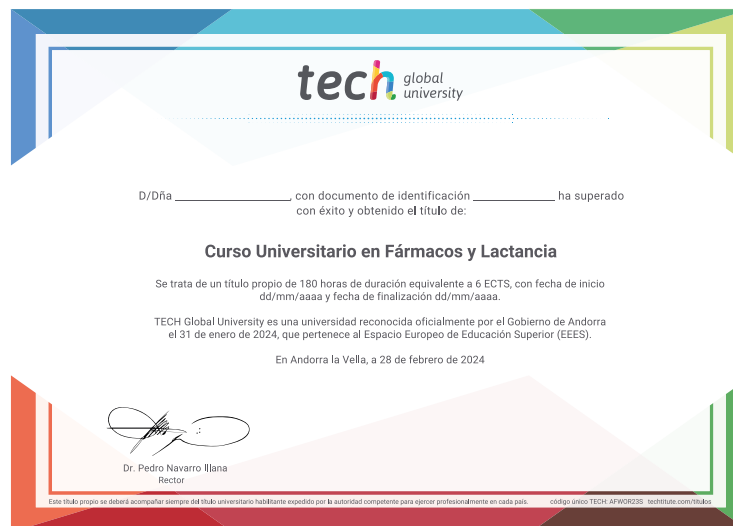 tech global university
D/Dña ____________________, con documento de identificación ______________ ha superado
con éxito y obtenido el título de:
Curso Universitario en Fármacos y Lactancia
Se trata de un título propio de 180 horas de duración equivalente a 6 ECTS, con fecha de inicio
dd/mm/aaaa y fecha de finalización dd/mm/aaaa.
TECH Global University es una universidad reconocida oficialmente por el Gobierno de Andorra
el 31 de enero de 2024, que pertenece al Espacio Europeo de Educación Superior (EEES).
En Andorra la Vella, a 28 de febrero de 2024
Dr. Pedro Navarro Illana
Rector
Este título propio se deberá acompañar siempre del título universitario habilitante expedido por la autoridad competente para ejercer profesionalmente en cada país. código único TECH: AFWOR23S techtitute.com/titulos